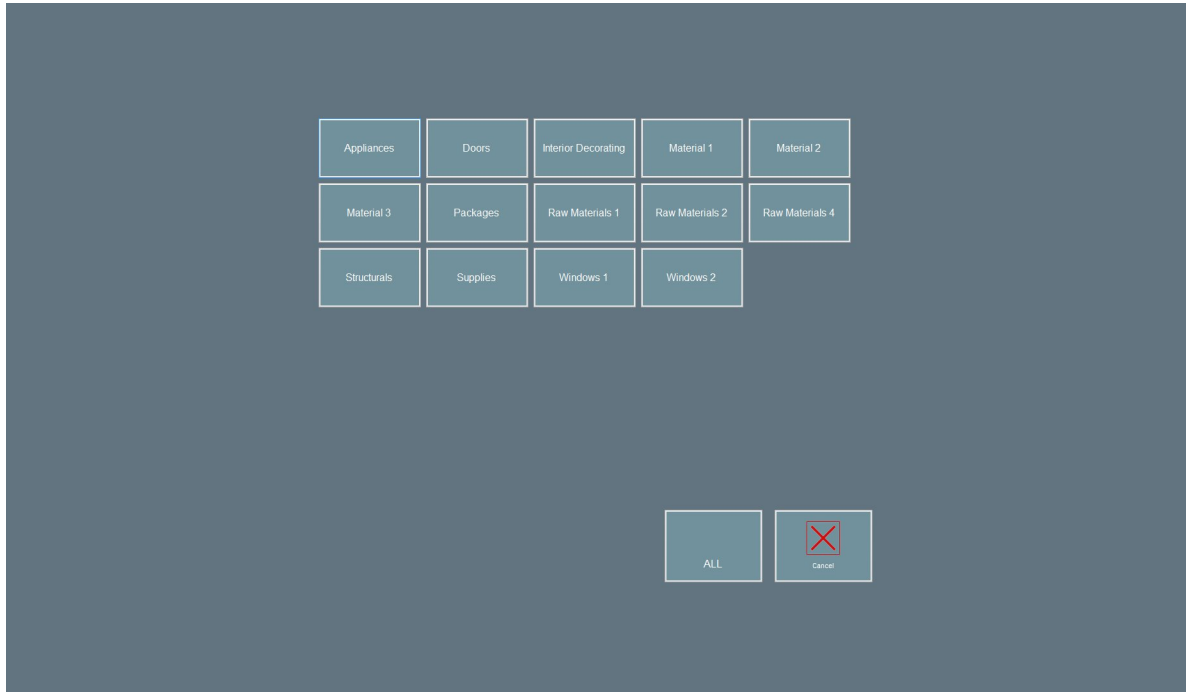 Appliances
Doors
Interior Decorating
Material 1
Material 2
Material 3
Packages
Raw Materials 1
Raw Materials 2
Raw Materials 4
Structurals
Supplies
Windows 1
Windows 2
ALL
Cancel